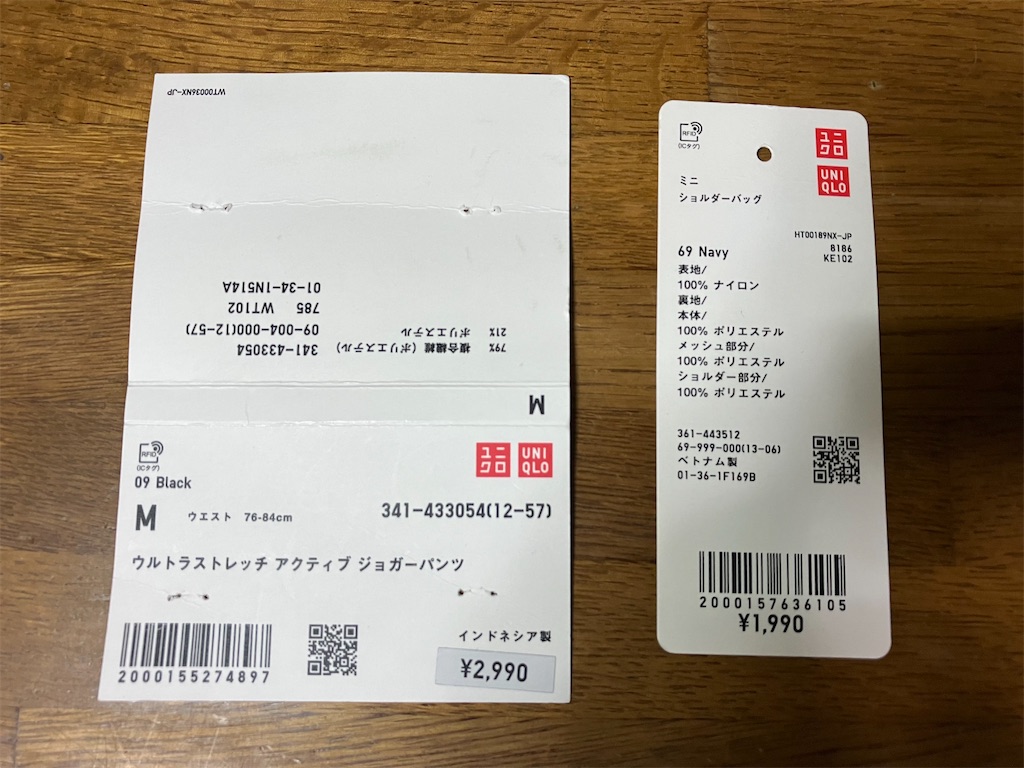 WT00036NX-JP
79% 複合繊維 (ポリエステル)
21% ポリエステル
341-433054
09-004-000(12-57)
785 WT102
01-34-1N514A
M
RFID
(ICタグ)
ユニ
クロ
UNI
QLO
09 Black
M ウエスト 76-84cm
341-433054(12-57)
ウルトラストレッチ アクティブ ジョガーパンツ
2000155274897
インドネシア製
¥2,990
RFID
(ICタグ)
ユニ
クロ
UNI
QLO
ミニ
ショルダーバッグ
HT00189NX-JP
8186
KE102
69 Navy
表地/
100% ナイロン
裏地/
本体/
100% ポリエステル
メッシュ部分/
100% ポリエステル
ショルダー部分/
100% ポリエステル
361-443512
69-999-000(13-06)
ベトナム製
01-36-1F169B
2000157636105
¥1,990